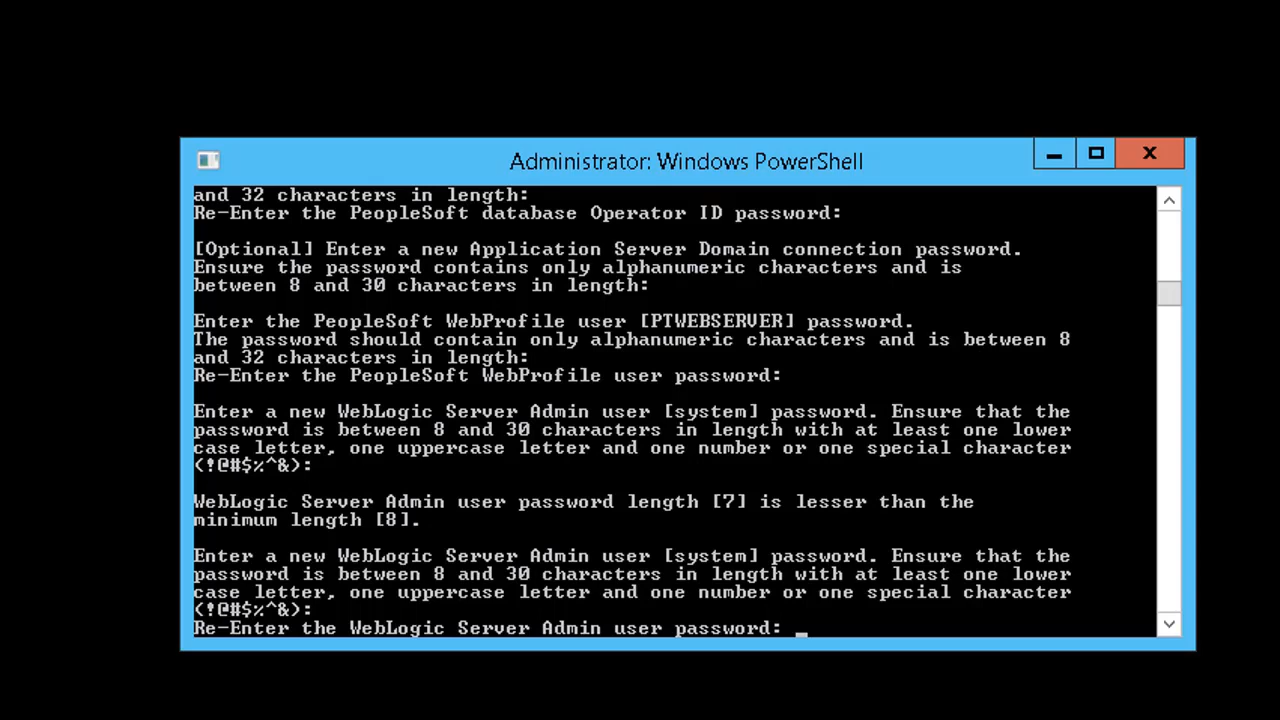 Administrator: Windows PowerShell
and 32 characters in length:
Re-Enter the PeopleSoft database Operator ID password:
[Optional] Enter a new Application Server Domain connection password.
Ensure the password contains only alphanumeric characters and is
between 8 and 30 characters in length:
Enter the PeopleSoft WebProfile user [PTWEBSERVER] password.
The password should contain only alphanumeric characters and is between 8
and 32 characters in length:
Re-Enter the PeopleSoft WebProfile user password:
Enter a new WebLogic Server Admin user [system] password. Ensure that the
password is between 8 and 30 characters in length with at least one lower
case letter, one uppercase letter and one number or one special character
(!@#$%^&):
WebLogic Server Admin user password length [7] is lesser than the
minimum length [8].
Enter a new WebLogic Server Admin user [system] password. Ensure that the
password is between 8 and 30 characters in length with at least one lower
case letter, one uppercase letter and one number or one special character
(!@#$%^&):
Re-Enter the WebLogic Server Admin user password: _